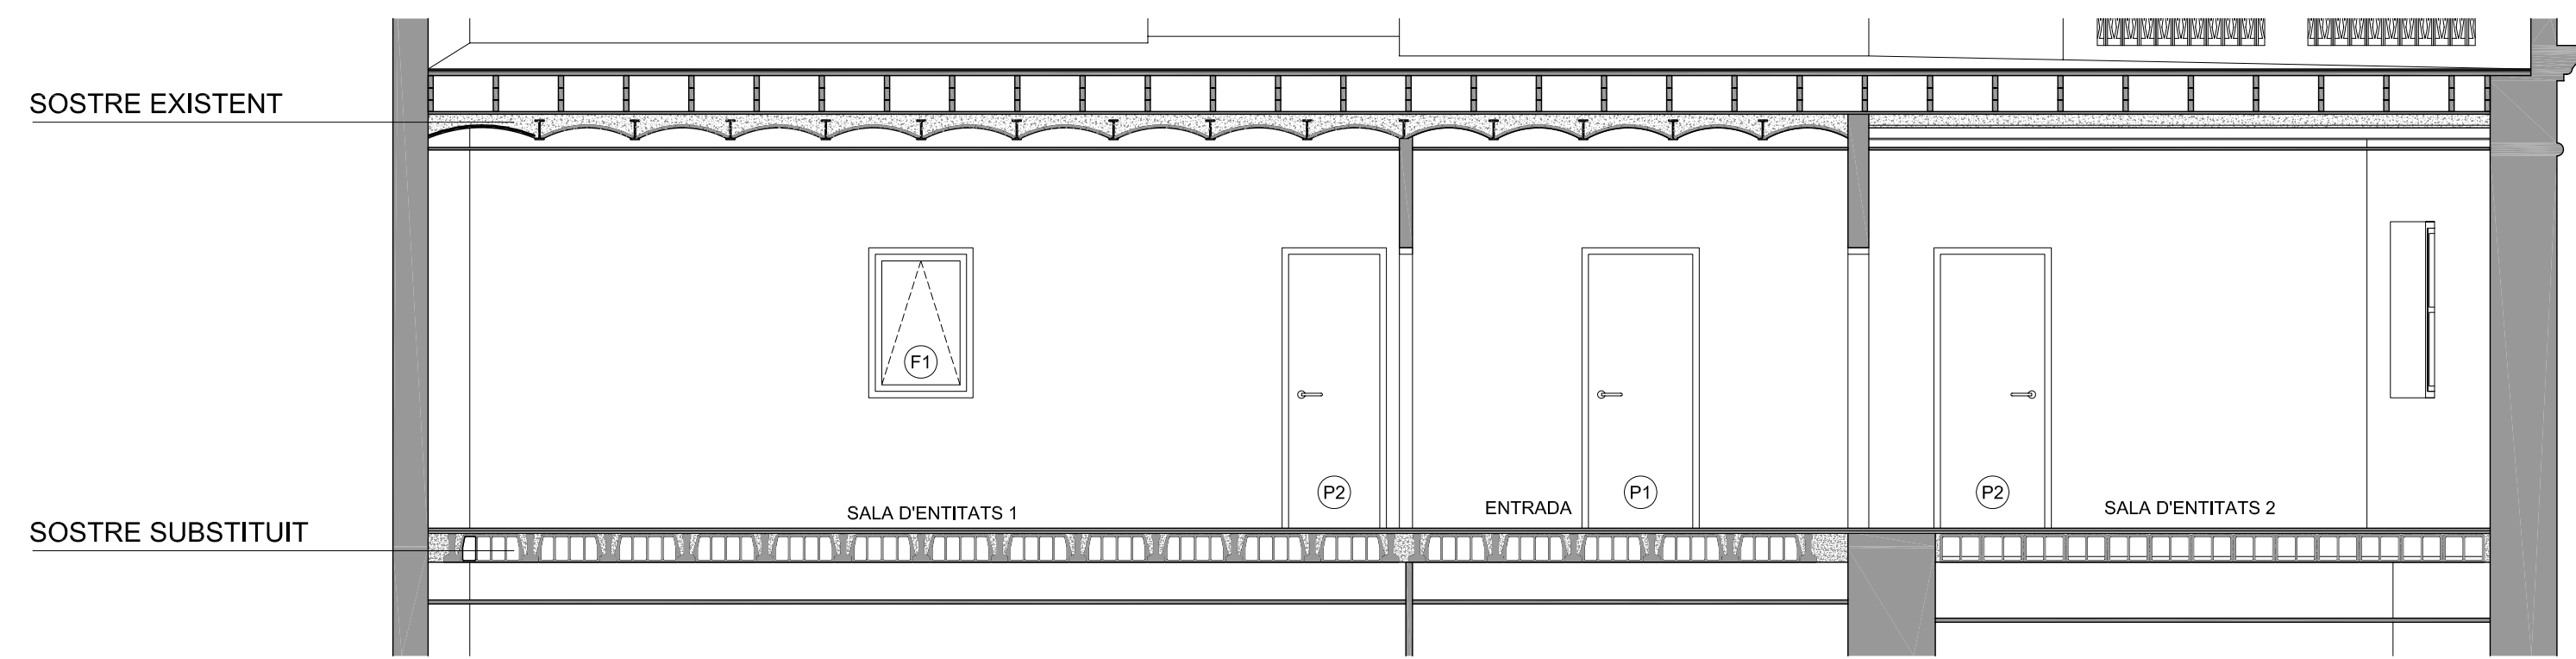 SOSTRE EXISTENT
F1
P2
P1
P2
SALA D'ENTITATS 1
ENTRADA
SALA D'ENTITATS 2
SOSTRE SUBSTITUIT